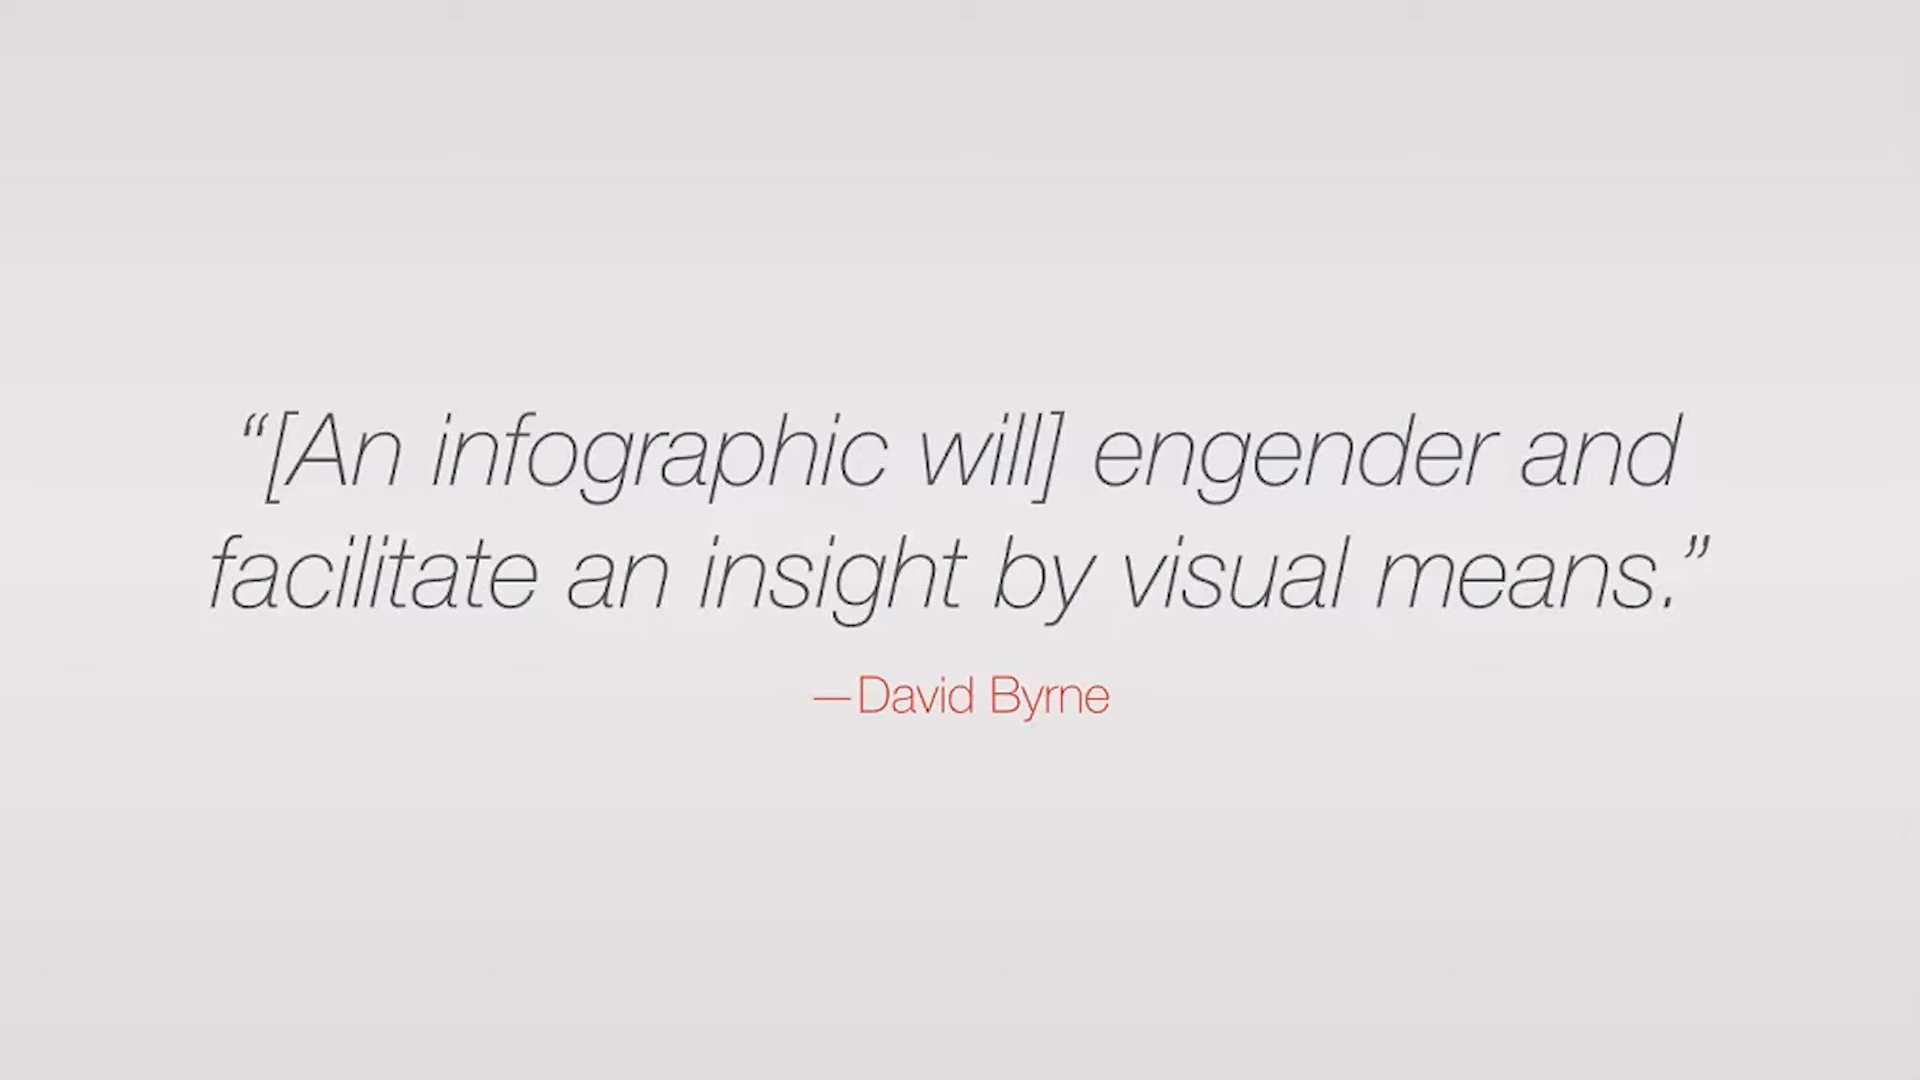 “[An infographic will] engender and
facilitate an insight by visual means.”
—David Byrne